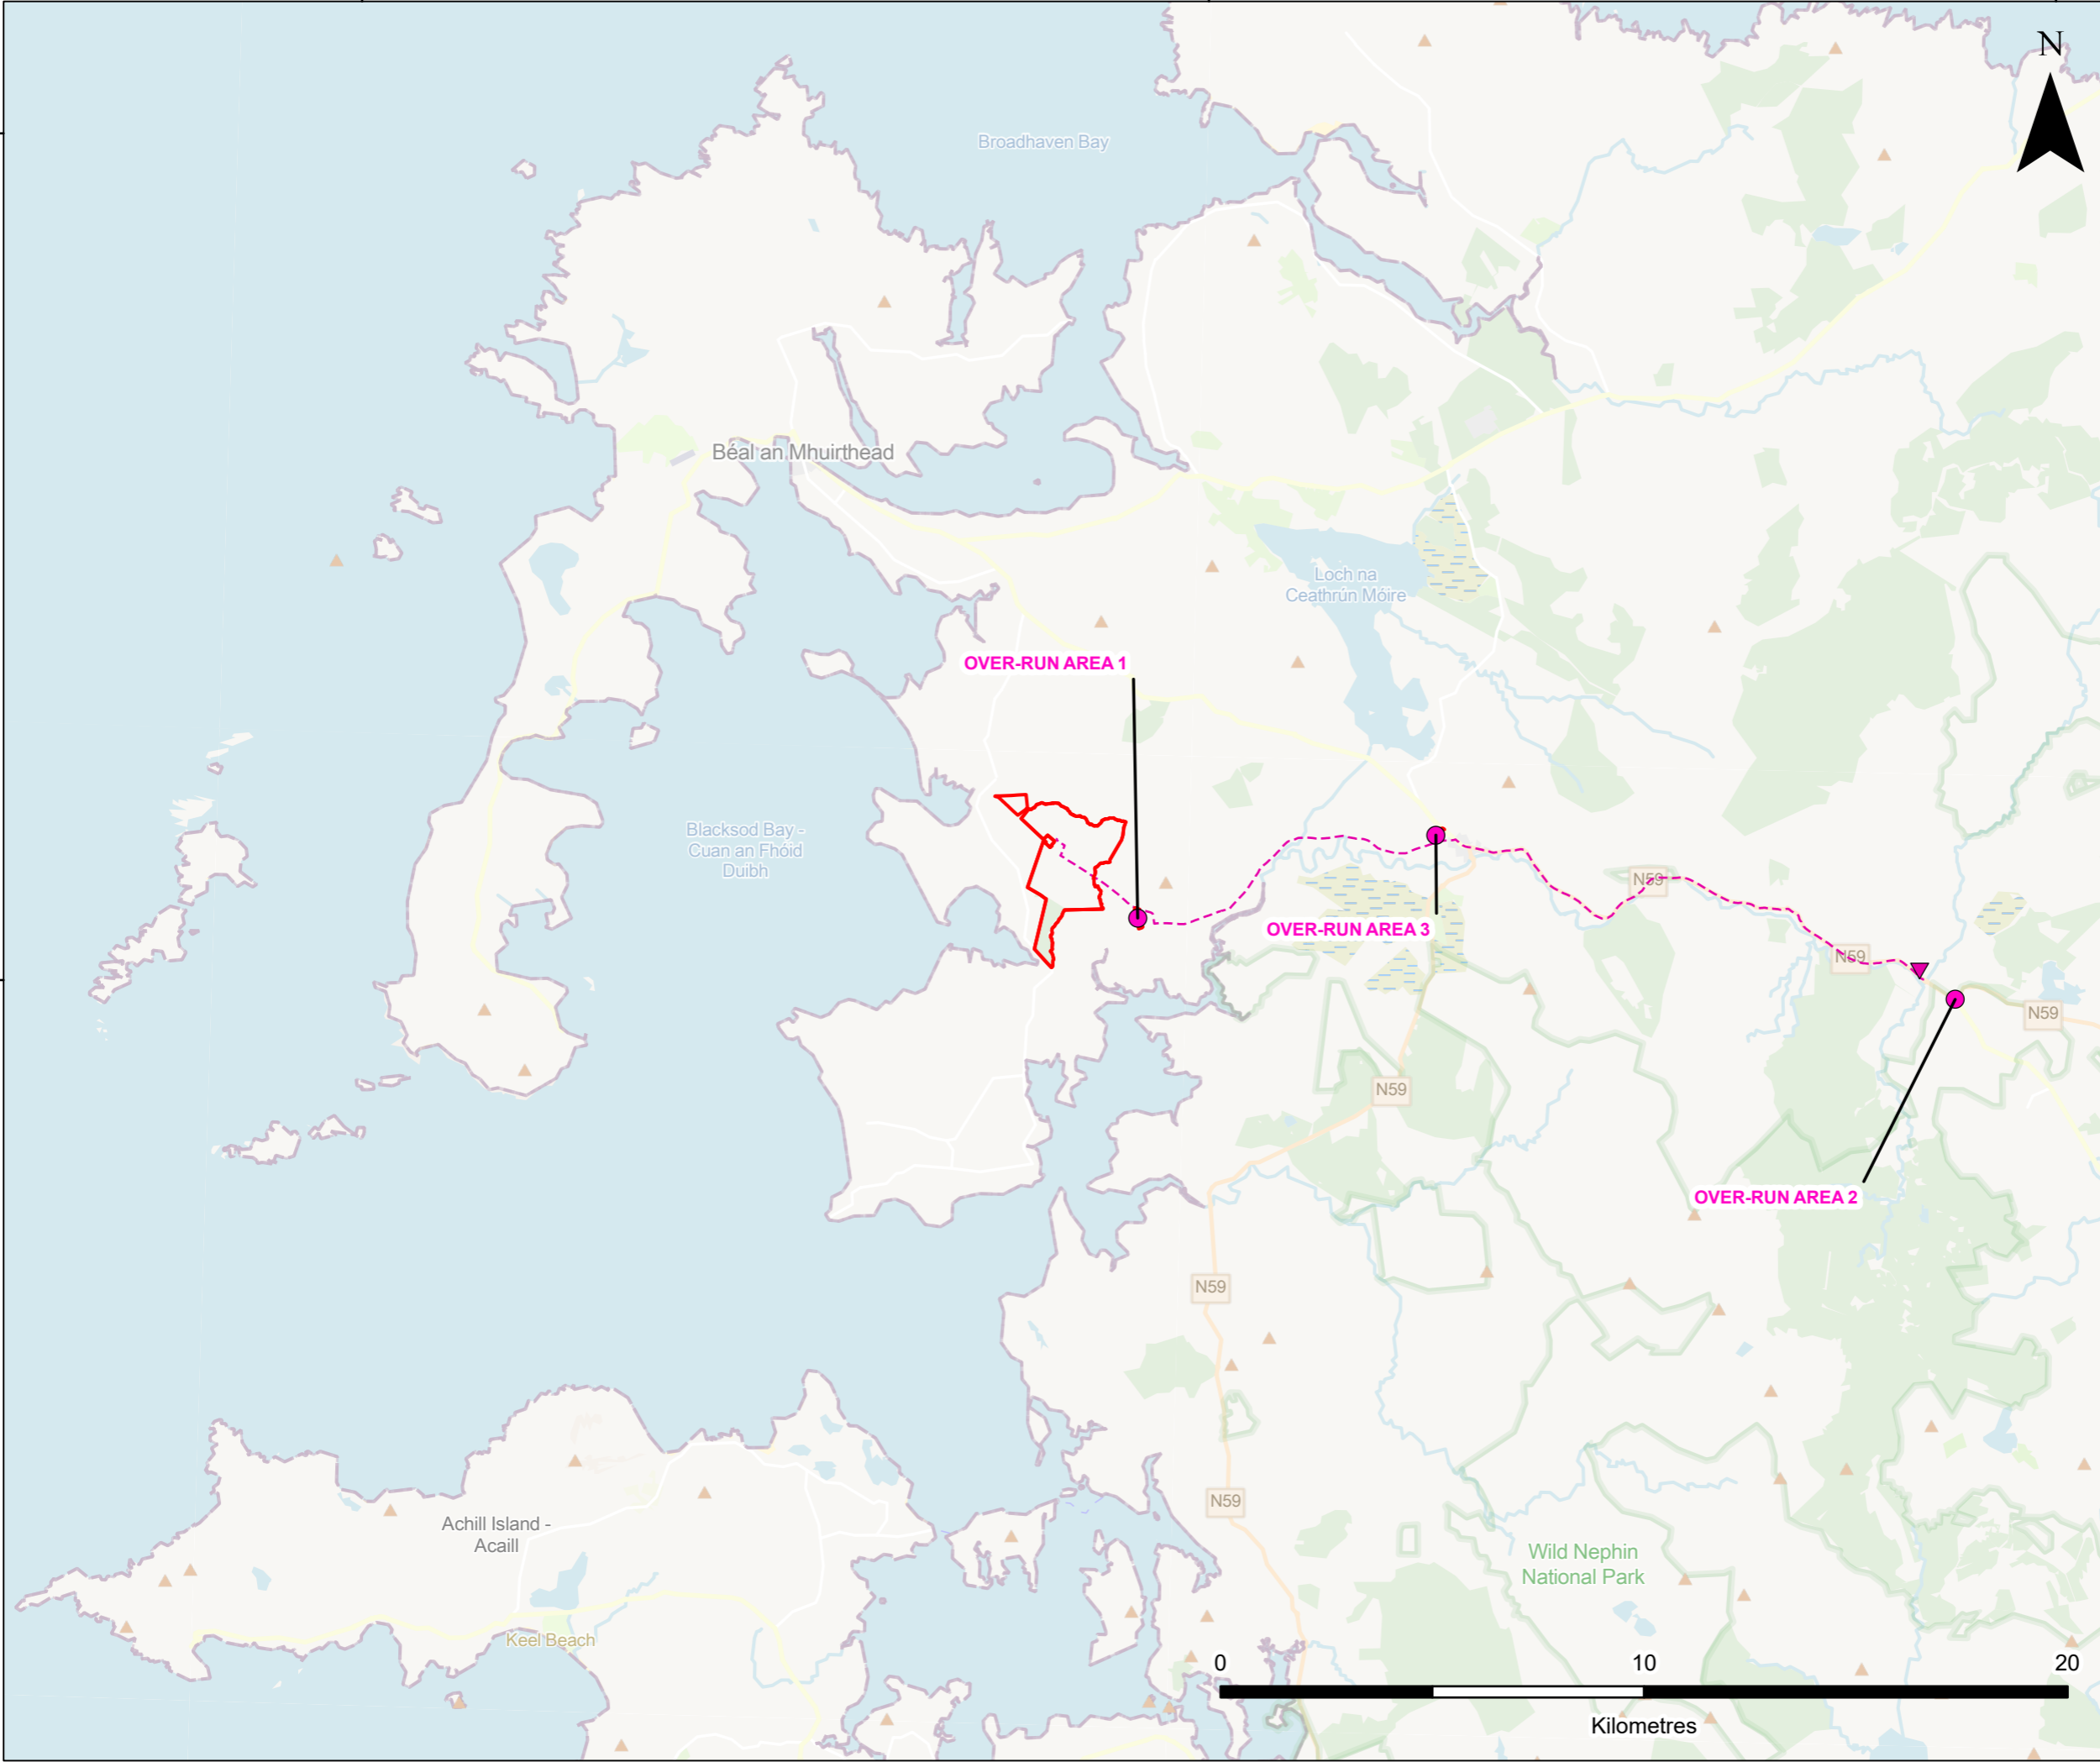 N
Broadhaven Bay
Béal an Mhuirthead
Loch na
Ceathrún Móire
OVER-RUN AREA 1
Blacksod Bay -
Cuan an Fhóid
Duibh
N59
OVER-RUN AREA 3
N59
N59
N59
OVER-RUN AREA 2
N59
N59
Achill Island -
Acaill
Wild Nephin
National Park
Keel Beach
0 10 20
Kilometres